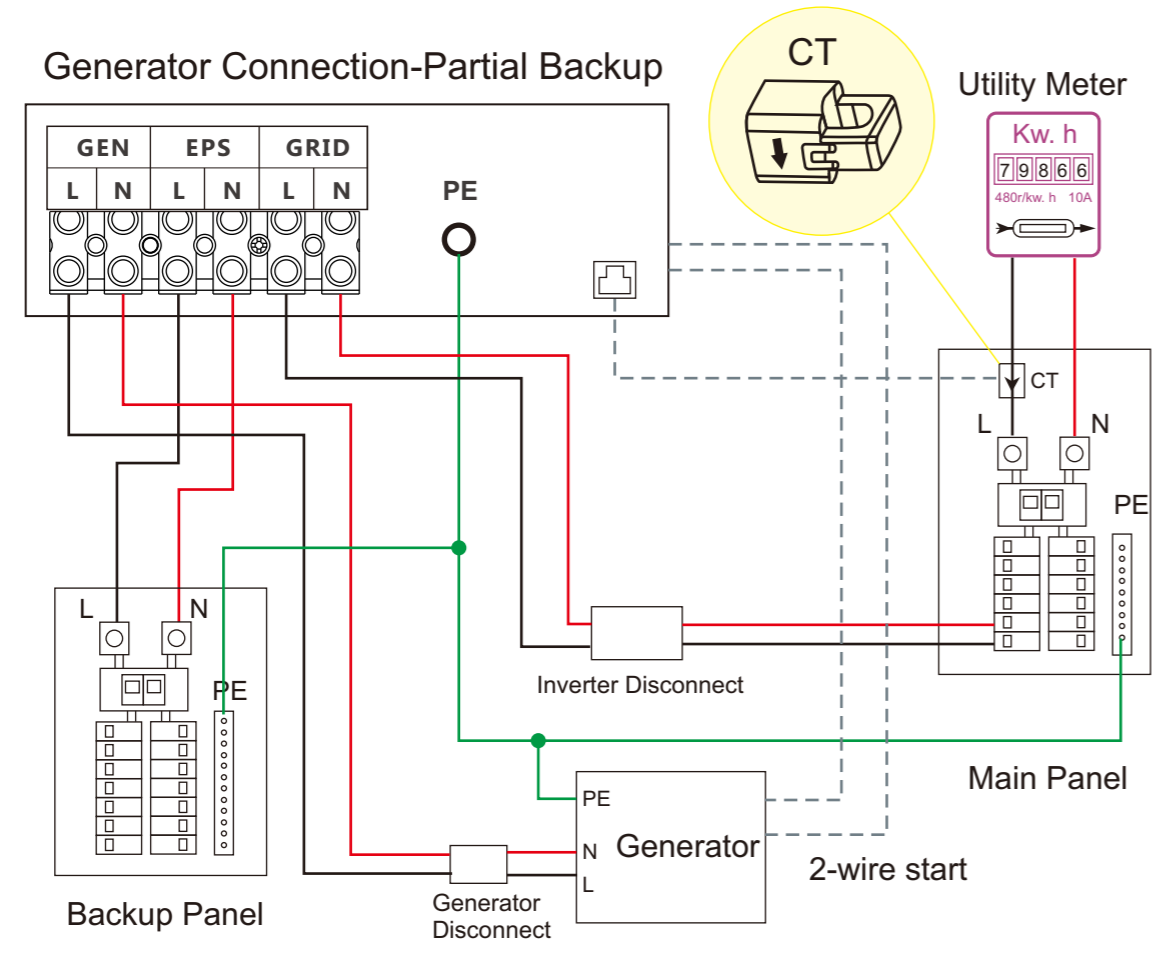 Generator Connection-Partial Backup
CT
Utility Meter
Kw. h
79866
480r/kw. h 10A
GEN EPS GRID
L N L N L N
PE
CT
L N
PE
L N
PE
Inverter Disconnect
Main Panel
PE
N
L
Generator
2-wire start
Generator
Disconnect
Backup Panel